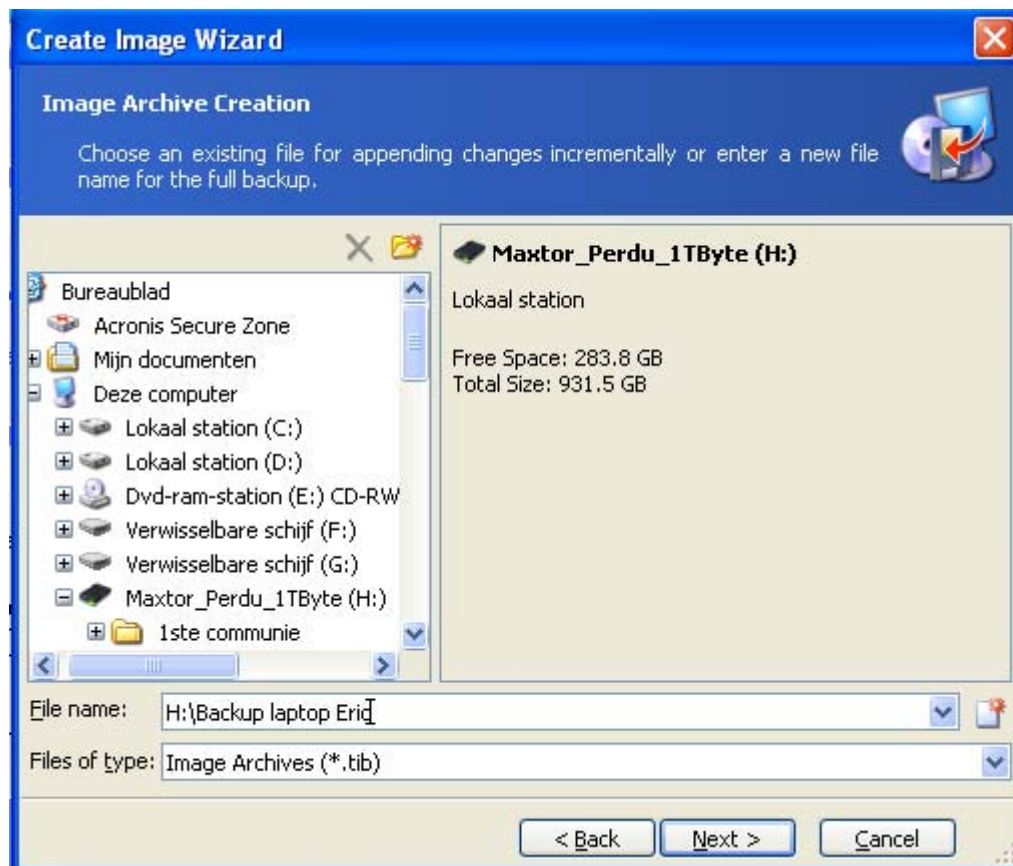 Create Image Wizard
Image Archive Creation
Choose an existing file for appending changes incrementally or enter a new file
name for the full backup.
Bureaublad
Acronis Secure Zone
Mijn documenten
Deze computer
Lokaal station (C:)
Lokaal station (D:)
Dvd-ram-station (E:) CD-RW
Verwisselbare schijf (F:)
Verwisselbare schijf (G:)
Maxtor_Perdu_1TByte (H:)
1ste communie
Maxtor_Perdu_1TByte (H:)
Lokaal station
Free Space: 283.8 GB
Total Size: 931.5 GB
File name: H:\Backup laptop Eric
Files of type: Image Archives (*.tib)
< Back Next > Cancel